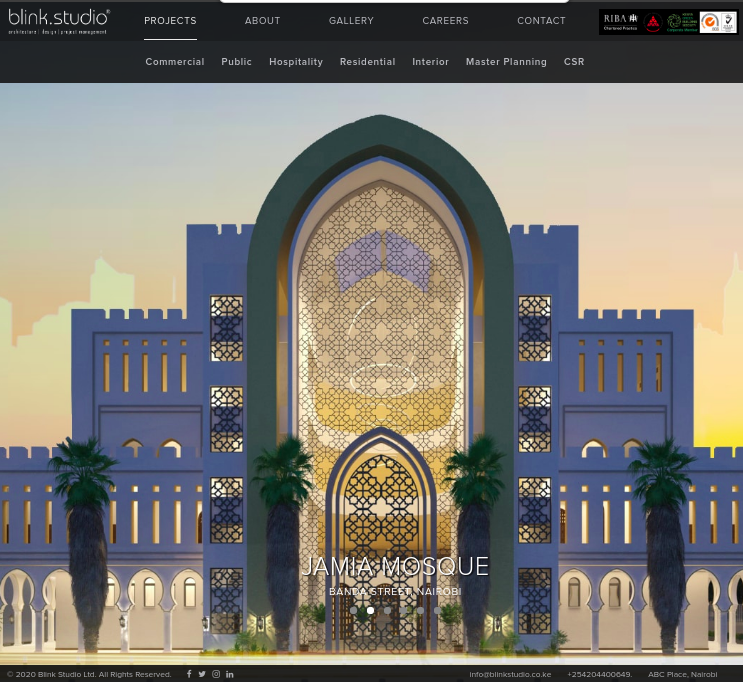 blink.studio®
architecture | design | project management
PROJECTS ABOUT GALLERY CAREERS CONTACT
RIBA
Chartered Practice
Corporate Member
Commercial Public Hospitality Residential Interior Master Planning CSR
JAMIA MOSQUE
BANDA STREET, NAIROBI
© 2020 Blink Studio Ltd. All Rights Reserved. info@blinkstudio.co.ke +254204400649. ABC Place, Nairobi